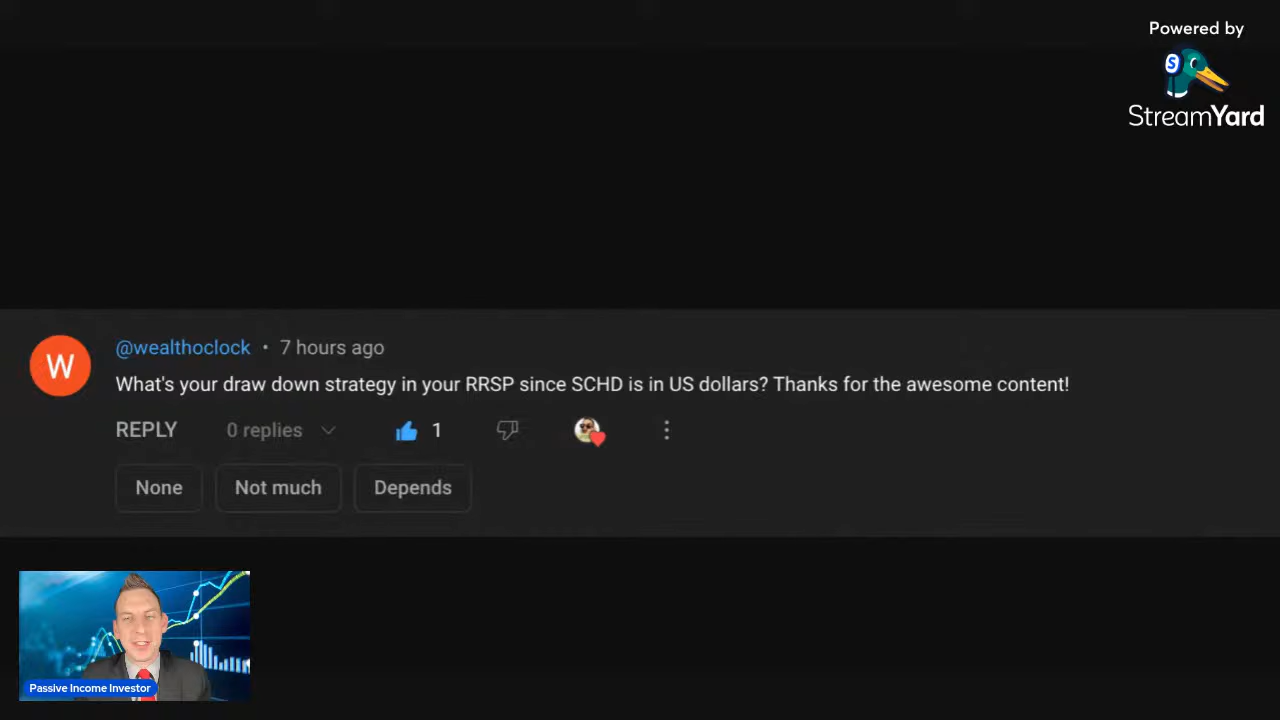 Powered by
S
StreamYard
W
@wealthoclock • 7 hours ago
What's your draw down strategy in your RRSP since SCHD is in US dollars? Thanks for the awesome content!
REPLY 0 replies 1
None Not much Depends
Passive Income Investor